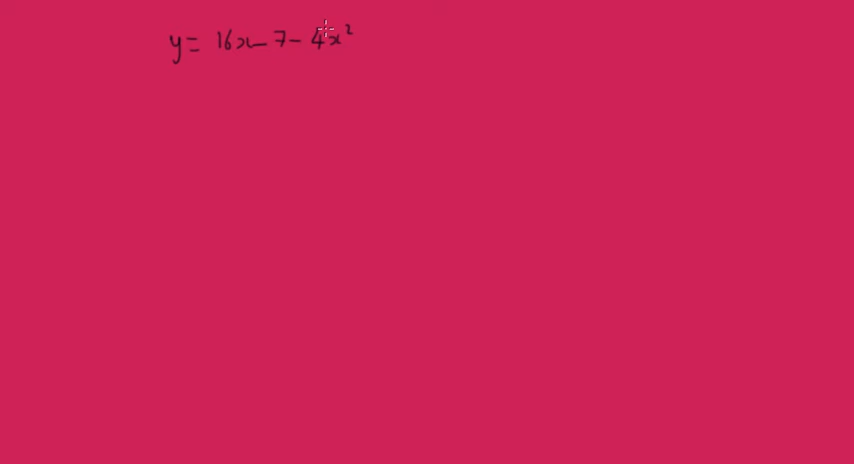 y = 16x - 7 - 4x²